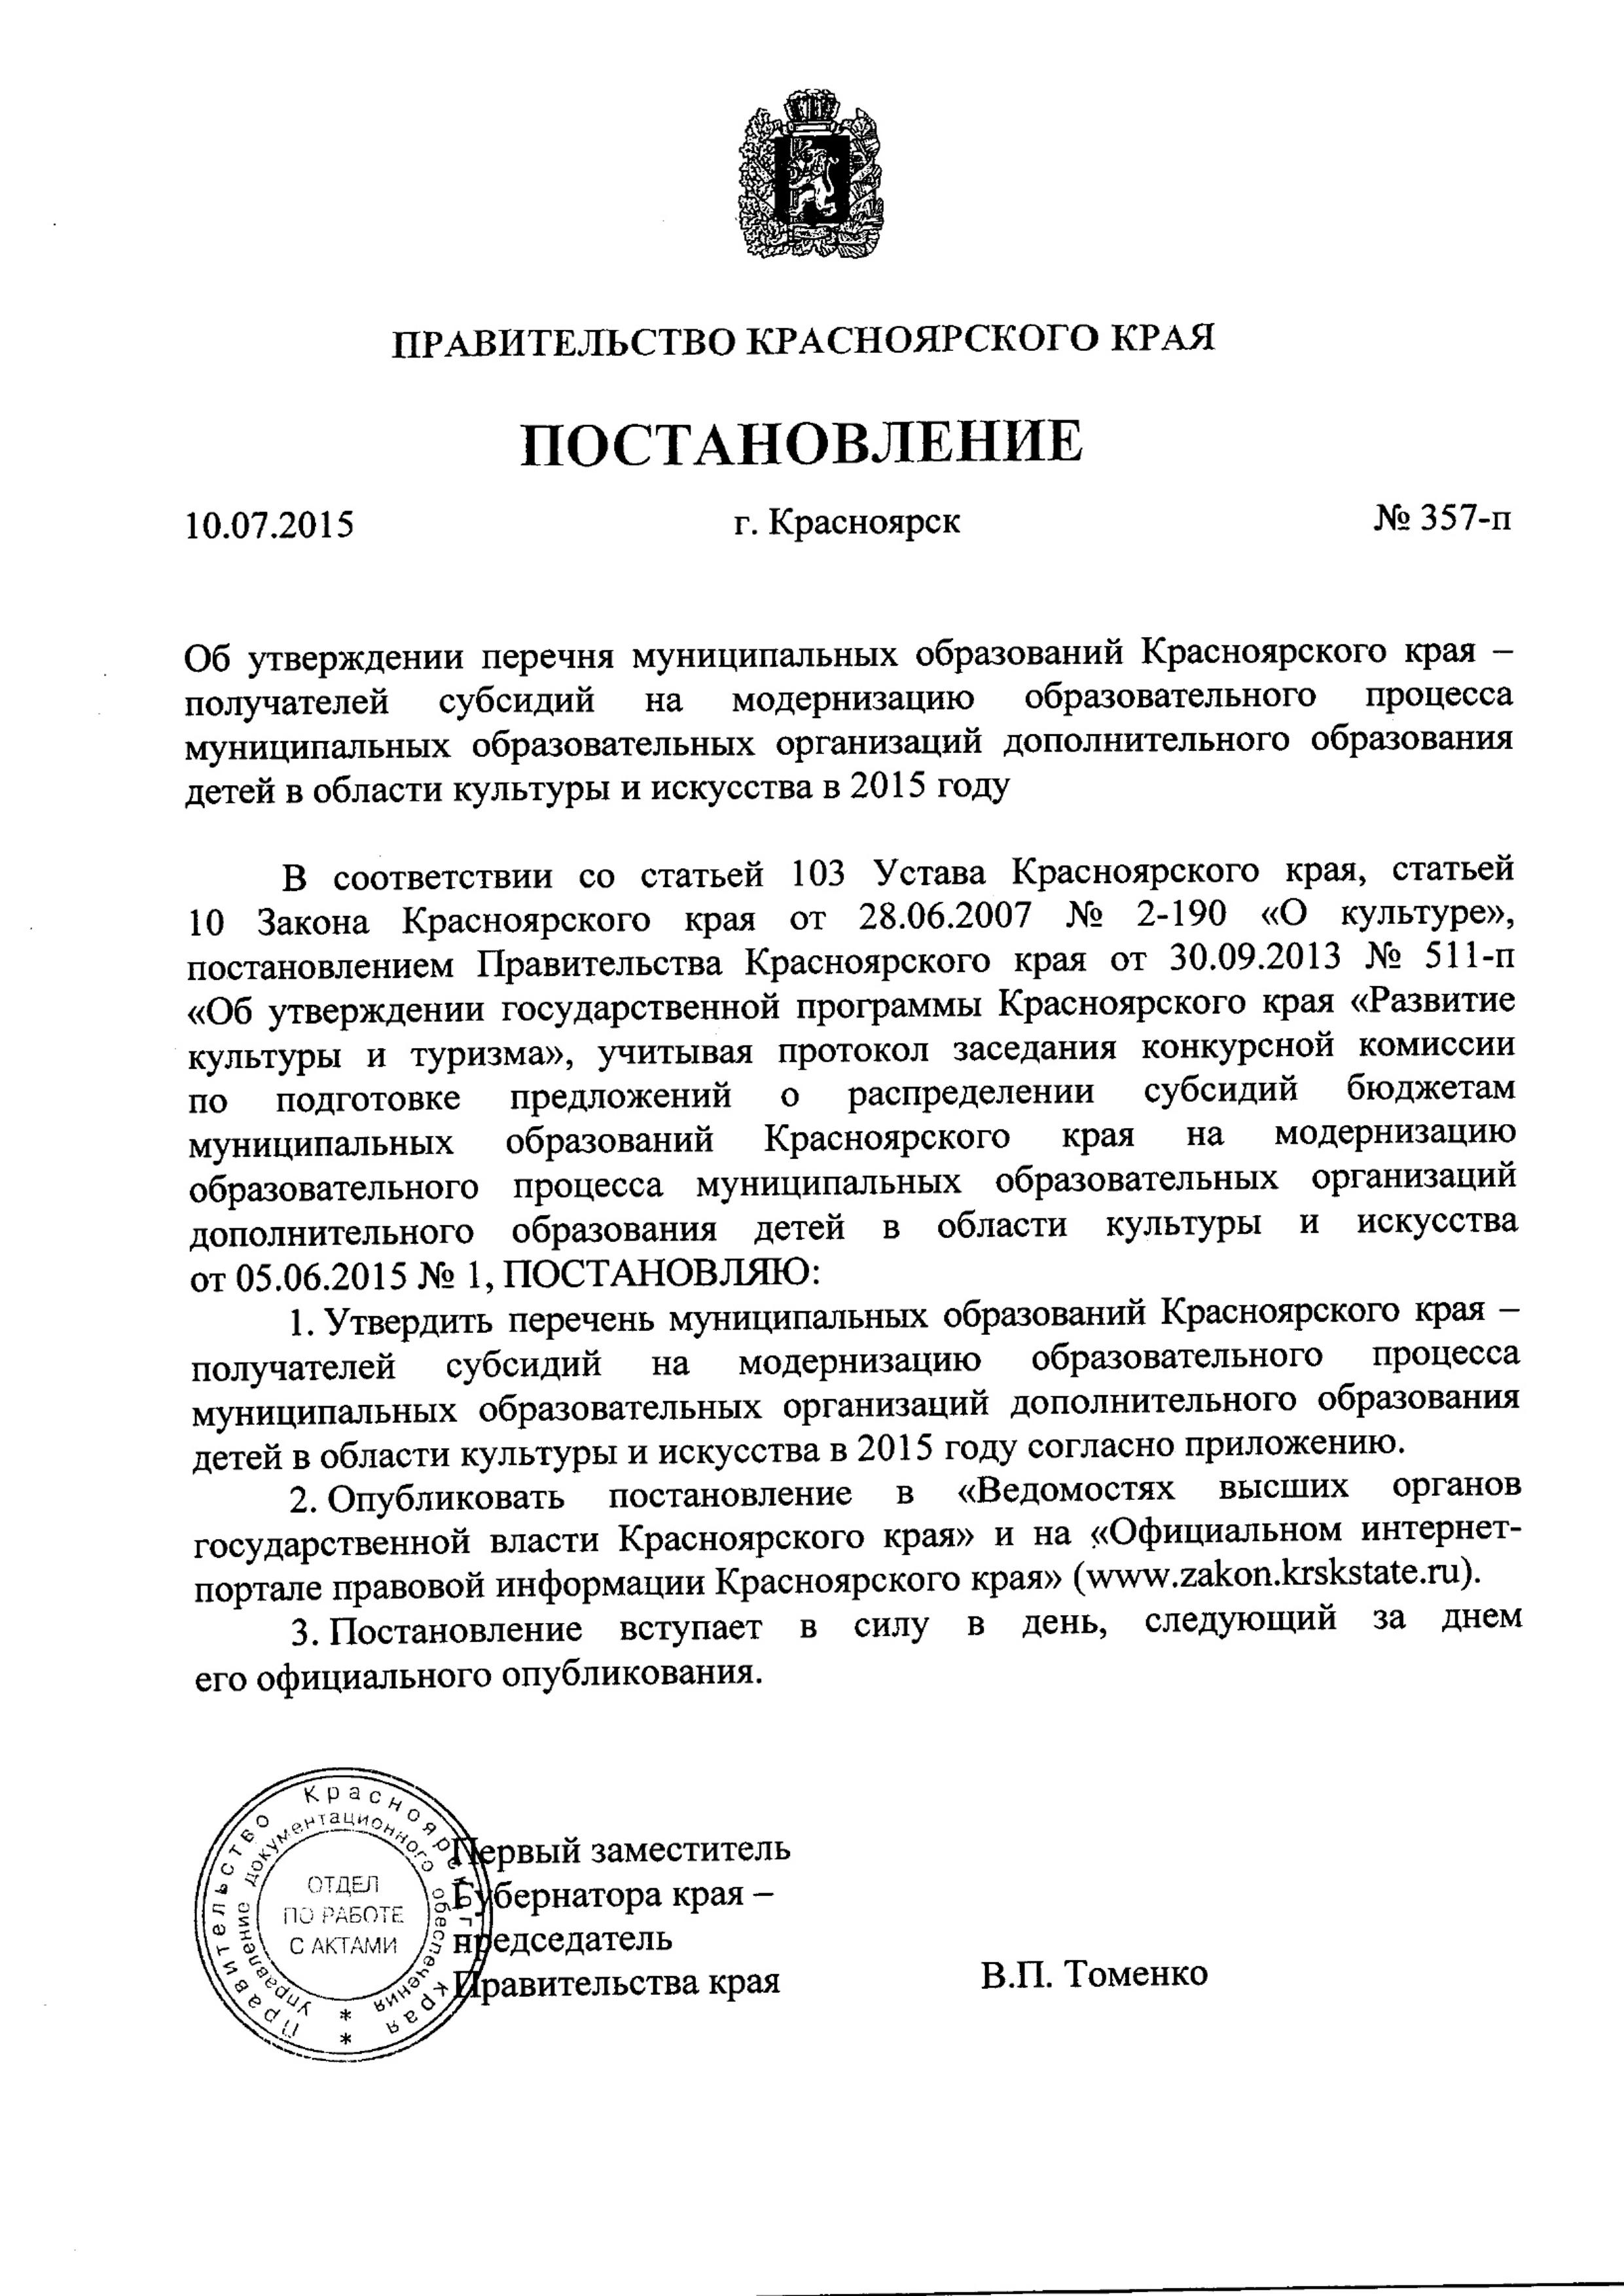 ПРАВИТЕЛЬСТВО КРАСНОЯРСКОГО КРАЯ
ПОСТАНОВЛЕНИЕ
10.07.2015 г. Красноярск № 357-п
Об утверждении перечня муниципальных образований Красноярского края –
получателей субсидий на модернизацию образовательного процесса
муниципальных образовательных организаций дополнительного образования
детей в области культуры и искусства в 2015 году
В соответствии со статьей 103 Устава Красноярского края, статьей
10 Закона Красноярского края от 28.06.2007 № 2-190 «О культуре»,
постановлением Правительства Красноярского края от 30.09.2013 № 511-п
«Об утверждении государственной программы Красноярского края «Развитие
культуры и туризма», учитывая протокол заседания конкурсной комиссии
по подготовке предложений о распределении субсидий бюджетам
муниципальных образований Красноярского края на модернизацию
образовательного процесса муниципальных образовательных организаций
дополнительного образования детей в области культуры и искусства
от 05.06.2015 № 1, ПОСТАНОВЛЯЮ:
1. Утвердить перечень муниципальных образований Красноярского края –
получателей субсидий на модернизацию образовательного процесса
муниципальных образовательных организаций дополнительного образования
детей в области культуры и искусства в 2015 году согласно приложению.
2. Опубликовать постановление в «Ведомостях высших органов
государственной власти Красноярского края» и на «Официальном интернет-
портале правовой информации Красноярского края» (www.zakon.krskstate.ru).
3. Постановление вступает в силу в день, следующий за днем
его официального опубликования.
Правительство Красноярского края
Управление документационного обеспечения
ОТДЕЛ
ПО РАБОТЕ
С АКТАМИ
Первый заместитель
Губернатора края –
председатель
Правительства края В.П. Томенко